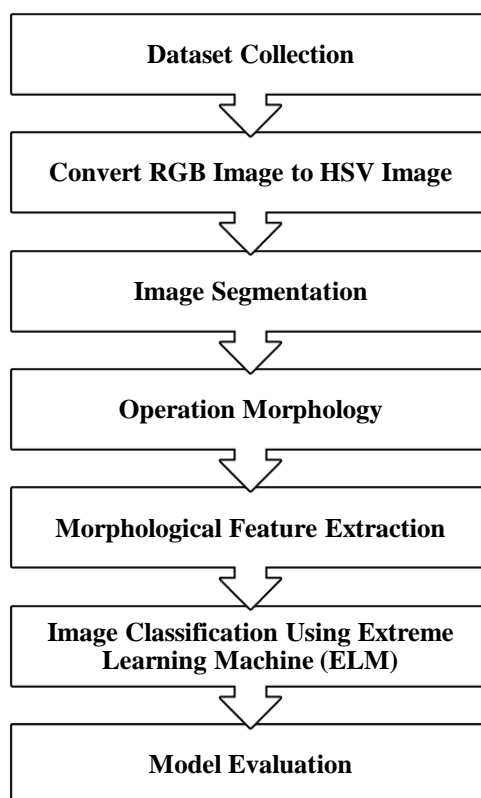 Dataset Collection
Convert RGB Image to HSV Image
Image Segmentation
Operation Morphology
Morphological Feature Extraction
Image Classification Using Extreme
Learning Machine (ELM)
Model Evaluation